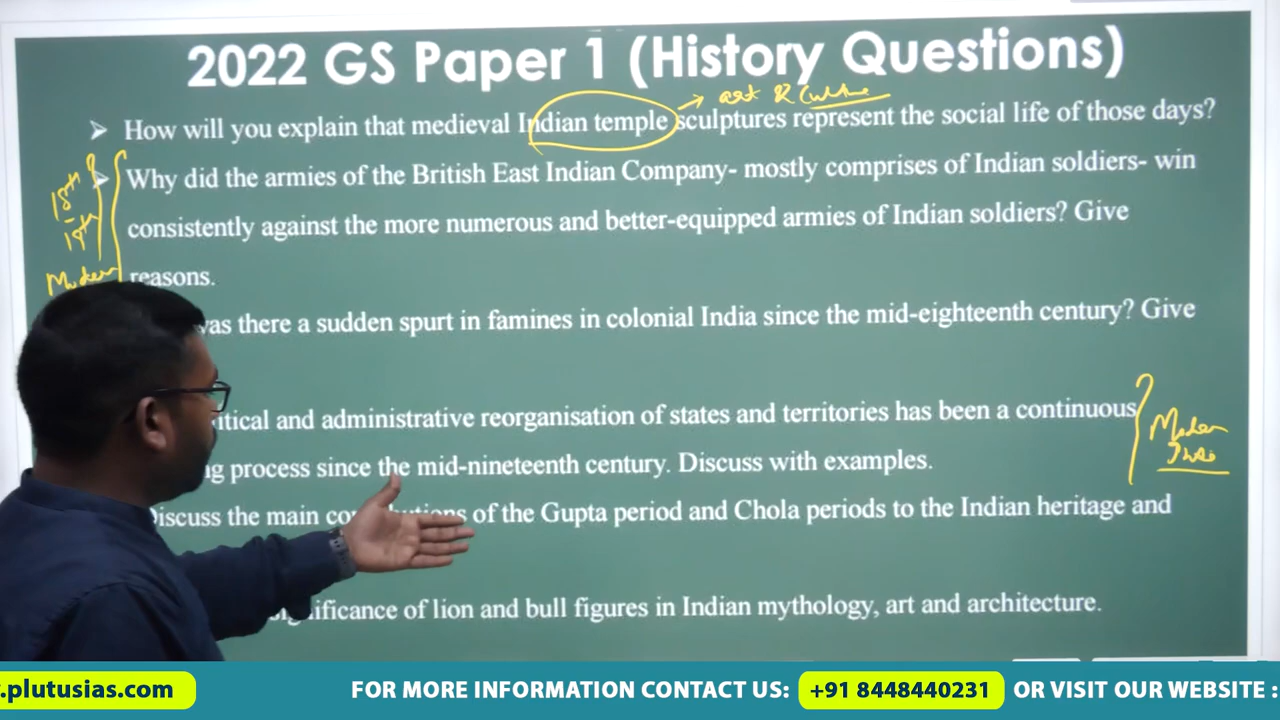 2022 GS Paper 1 (History Questions)
art & Culture
➤ How will you explain that medieval Indian temple sculptures represent the social life of those days?
18th
-
19th
Modern
➤ Why did the armies of the British East Indian Company- mostly comprises of Indian soldiers- win
consistently against the more numerous and better-equipped armies of Indian soldiers? Give
reasons.
was there a sudden spurt in famines in colonial India since the mid-eighteenth century? Give
itical and administrative reorganisation of states and territories has been a continuous
ng process since the mid-nineteenth century. Discuss with examples.
Modern
Discuss the main of the Gupta period and Chola periods to the Indian heritage and
significance of lion and bull figures in Indian mythology, art and architecture.
.plutusias.com FOR MORE INFORMATION CONTACT US: +91 8448440231 OR VISIT OUR WEBSITE :